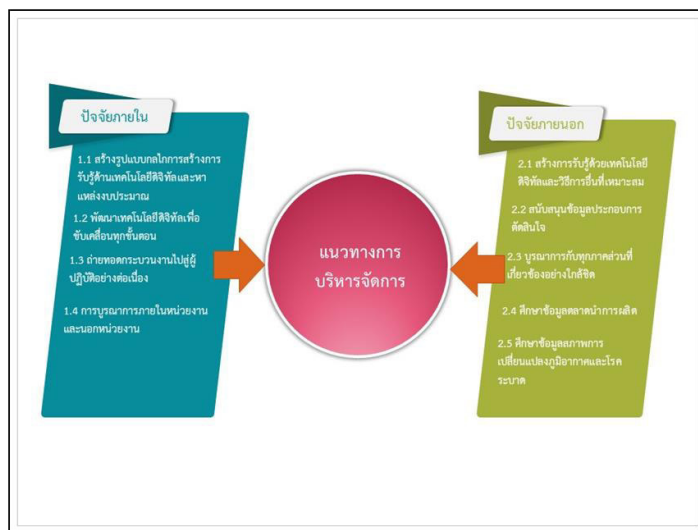 ปัจจัยภายใน
1.1 สร้างรูปแบบกลไกการสร้างการ
รับรู้ด้านเทคโนโลยีดิจิทัลและหา
แหล่งงบประมาณ
1.2 พัฒนาเทคโนโลยีดิจิทัลเพื่อ
ขับเคลื่อนทุกขั้นตอน
1.3 ถ่ายทอดกระบวนงานไปสู่ผู้
ปฏิบัติอย่างต่อเนื่อง
1.4 การบูรณาการภายในหน่วยงาน
และนอกหน่วยงาน
แนวทางการ
บริหารจัดการ
ปัจจัยภายนอก
2.1 สร้างการรับรู้ด้วยเทคโนโลยี
ดิจิทัลและวิธีการอื่นที่เหมาะสม
2.2 สนับสนุนข้อมูลประกอบการ
ตัดสินใจ
2.3 บูรณาการกับทุกภาคส่วนที่
เกี่ยวข้องอย่างใกล้ชิด
2.4 ศึกษาข้อมูลตลาดนำการผลิต
2.5 ศึกษาข้อมูลสภาพการ
เปลี่ยนแปลงภูมิอากาศและโรค
ระบาด